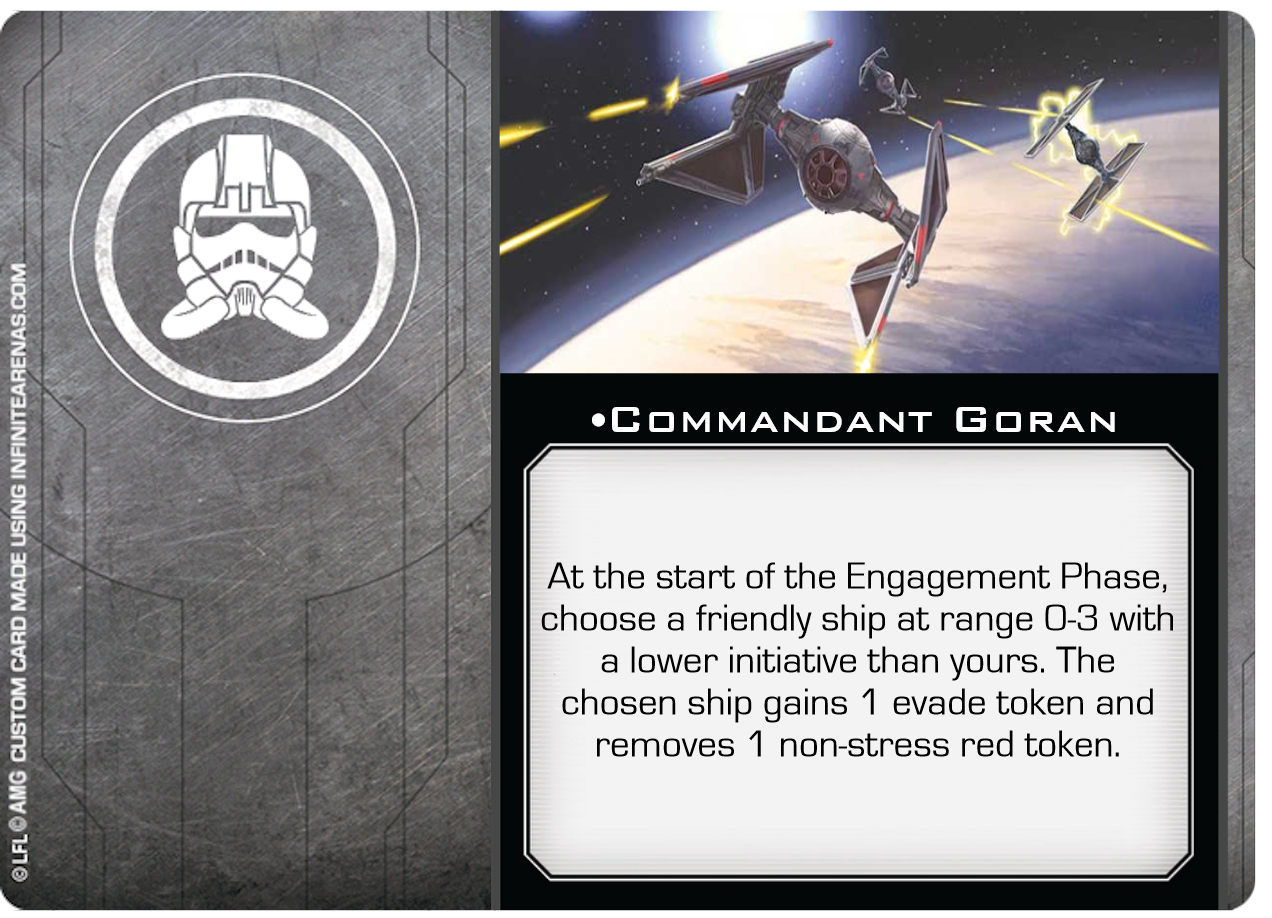 •Commandant Goran
At the start of the Engagement Phase,
choose a friendly ship at range 0-3 with
a lower initiative than yours. The
chosen ship gains 1 evade token and
removes 1 non-stress red token.
©LFL©AMG CUSTOM CARD MADE USING INFINITEARENAS.COM